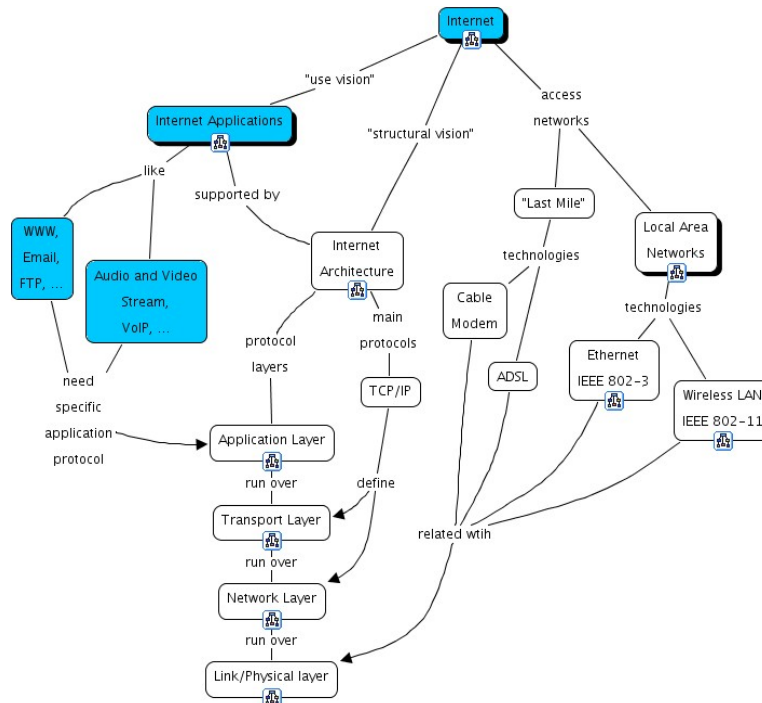 Internet
"use vision"
access
networks
Internet Applications
"structural vision"
like
supported by
"Last Mile"
WWW,
Email,
FTP, ...
Audio and Video
Stream,
VoIP, ...
Internet
Architecture
Local Area
Networks
technologies
Cable
Modem
technologies
main
protocols
protocol
layers
Ethernet
IEEE 802-3
need
specific
application
protocol
TCP/IP
ADSL
Wireless LAN
IEEE 802-11
Application Layer
run over
define
Transport Layer
related wtih
run over
Network Layer
run over
Link/Physical layer